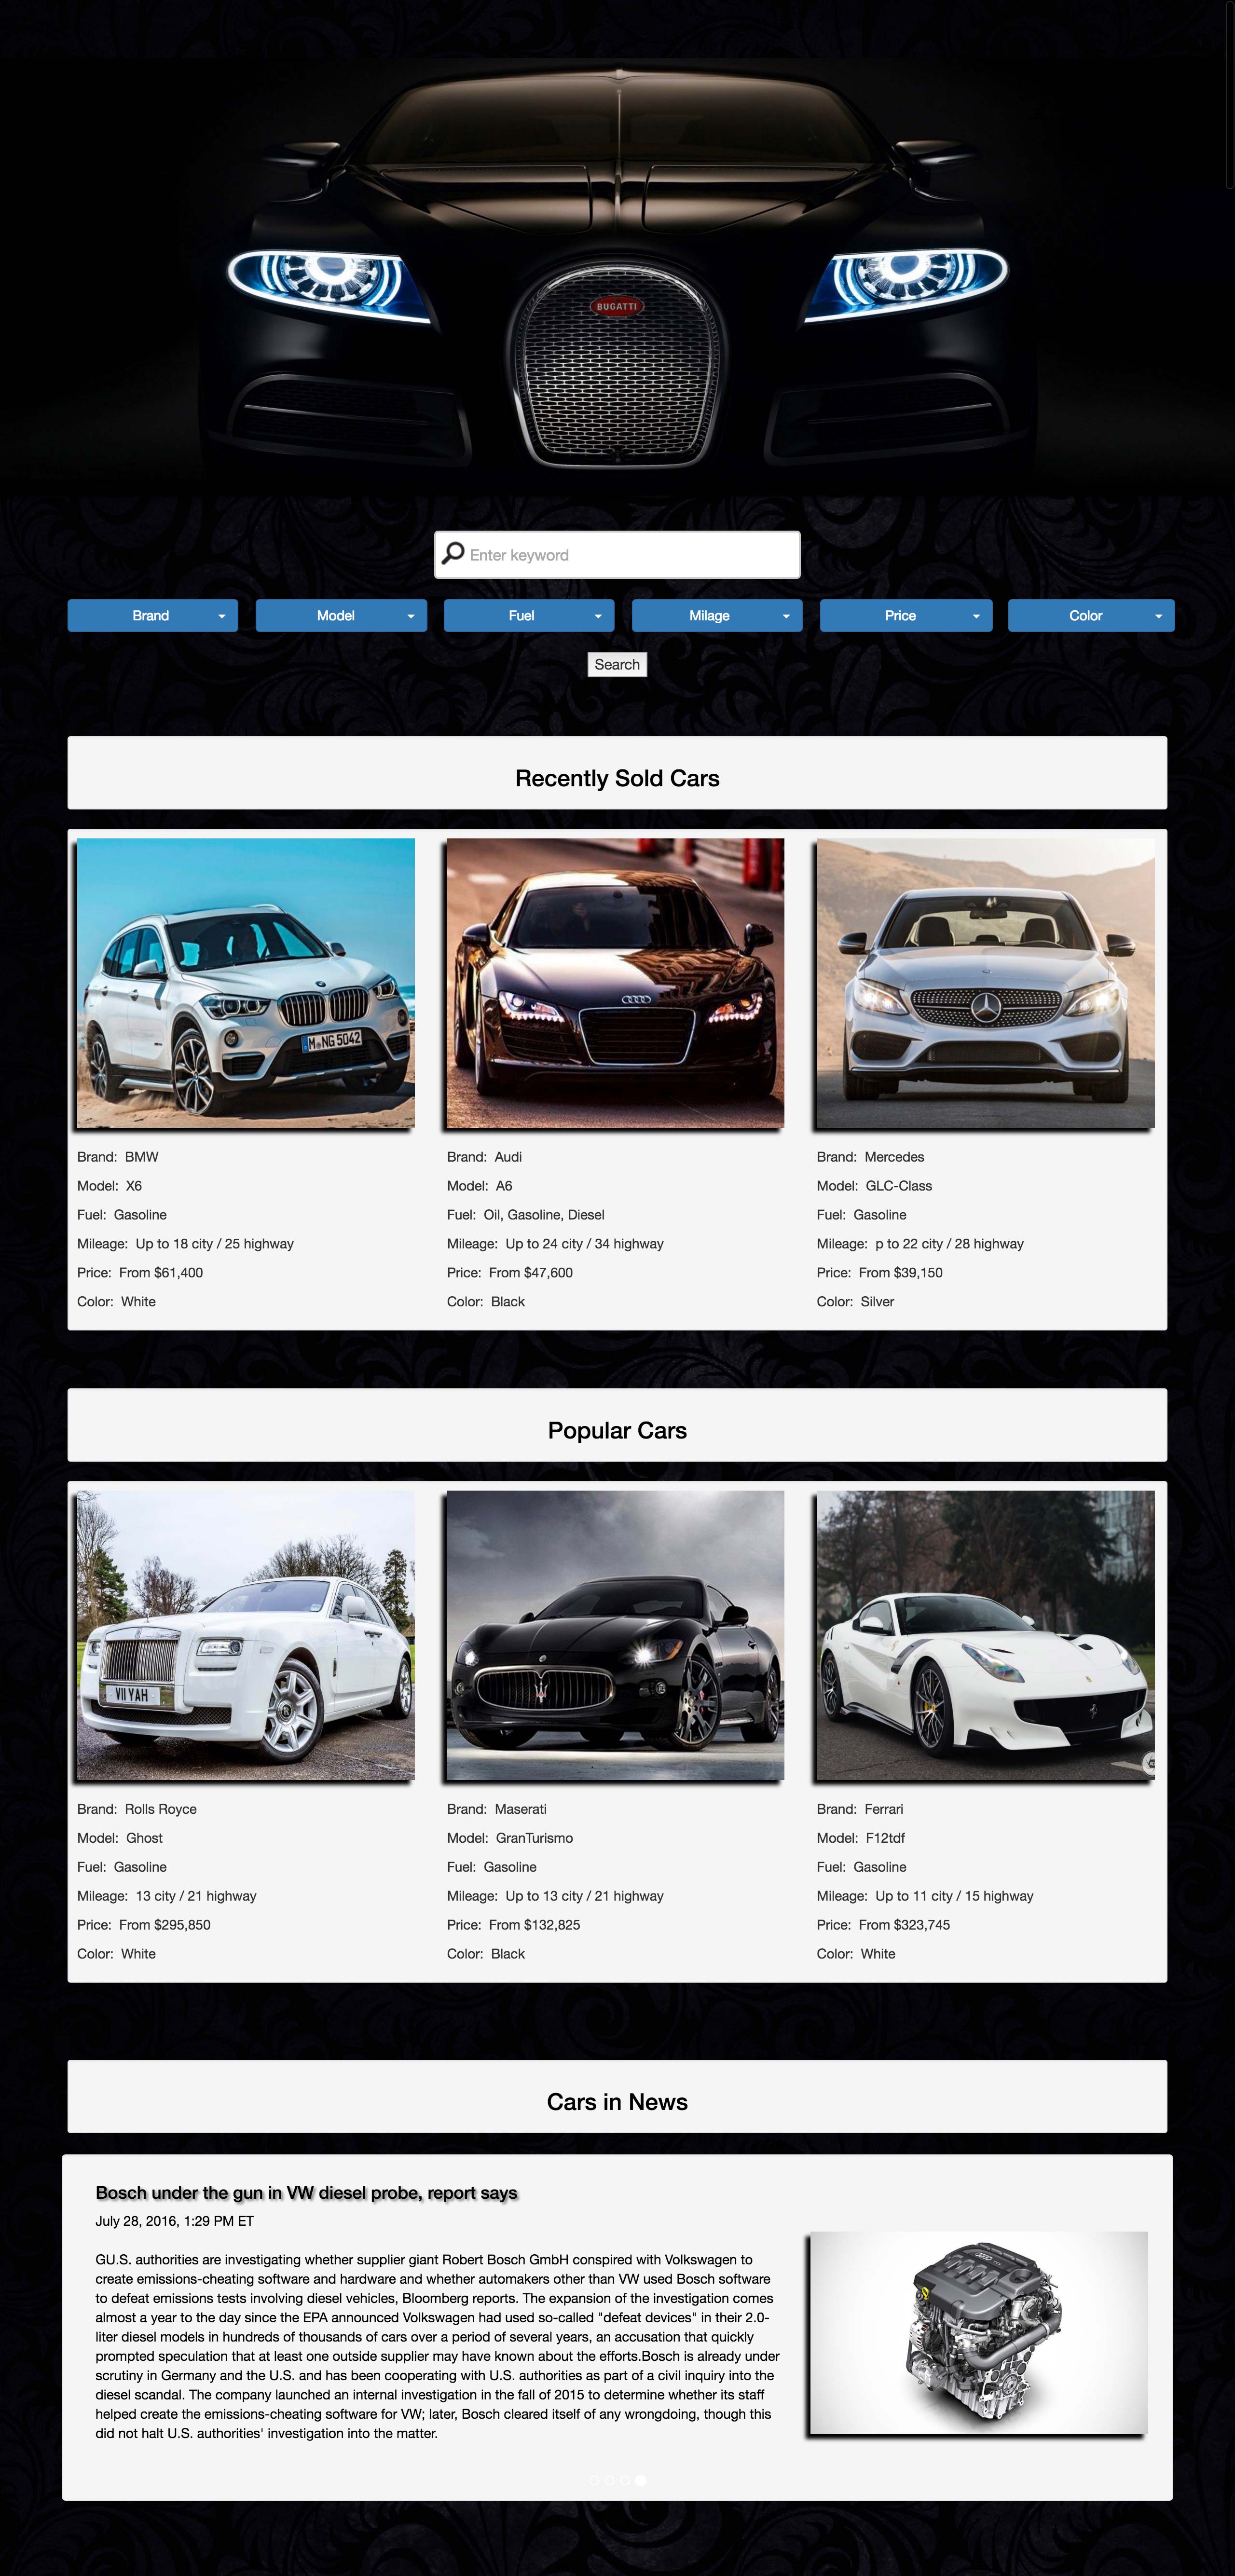 BUGATTI
Enter keyword
Brand
Model
Fuel
Milage
Price
Color
Search
Recently Sold Cars
M NG 5042
Brand: BMW
Model: X6
Fuel: Gasoline
Mileage: Up to 18 city / 25 highway
Price: From $61,400
Color: White
Brand: Audi
Model: A6
Fuel: Oil, Gasoline, Diesel
Mileage: Up to 24 city / 34 highway
Price: From $47,600
Color: Black
Brand: Mercedes
Model: GLC-Class
Fuel: Gasoline
Mileage: p to 22 city / 28 highway
Price: From $39,150
Color: Silver
Popular Cars
V11 YAH
Brand: Rolls Royce
Model: Ghost
Fuel: Gasoline
Mileage: 13 city / 21 highway
Price: From $295,850
Color: White
Brand: Maserati
Model: GranTurismo
Fuel: Gasoline
Mileage: Up to 13 city / 21 highway
Price: From $132,825
Color: Black
Brand: Ferrari
Model: F12tdf
Fuel: Gasoline
Mileage: Up to 11 city / 15 highway
Price: From $323,745
Color: White
Cars in News
Bosch under the gun in VW diesel probe, report says
July 28, 2016, 1:29 PM ET
GU.S. authorities are investigating whether supplier giant Robert Bosch GmbH conspired with Volkswagen to
create emissions-cheating software and hardware and whether automakers other than VW used Bosch software
to defeat emissions tests involving diesel vehicles, Bloomberg reports. The expansion of the investigation comes
almost a year to the day since the EPA announced Volkswagen had used so-called "defeat devices" in their 2.0-
liter diesel models in hundreds of thousands of cars over a period of several years, an accusation that quickly
prompted speculation that at least one outside supplier may have known about the efforts.Bosch is already under
scrutiny in Germany and the U.S. and has been cooperating with U.S. authorities as part of a civil inquiry into the
diesel scandal. The company launched an internal investigation in the fall of 2015 to determine whether its staff
helped create the emissions-cheating software for VW; later, Bosch cleared itself of any wrongdoing, though this
did not halt U.S. authorities' investigation into the matter.